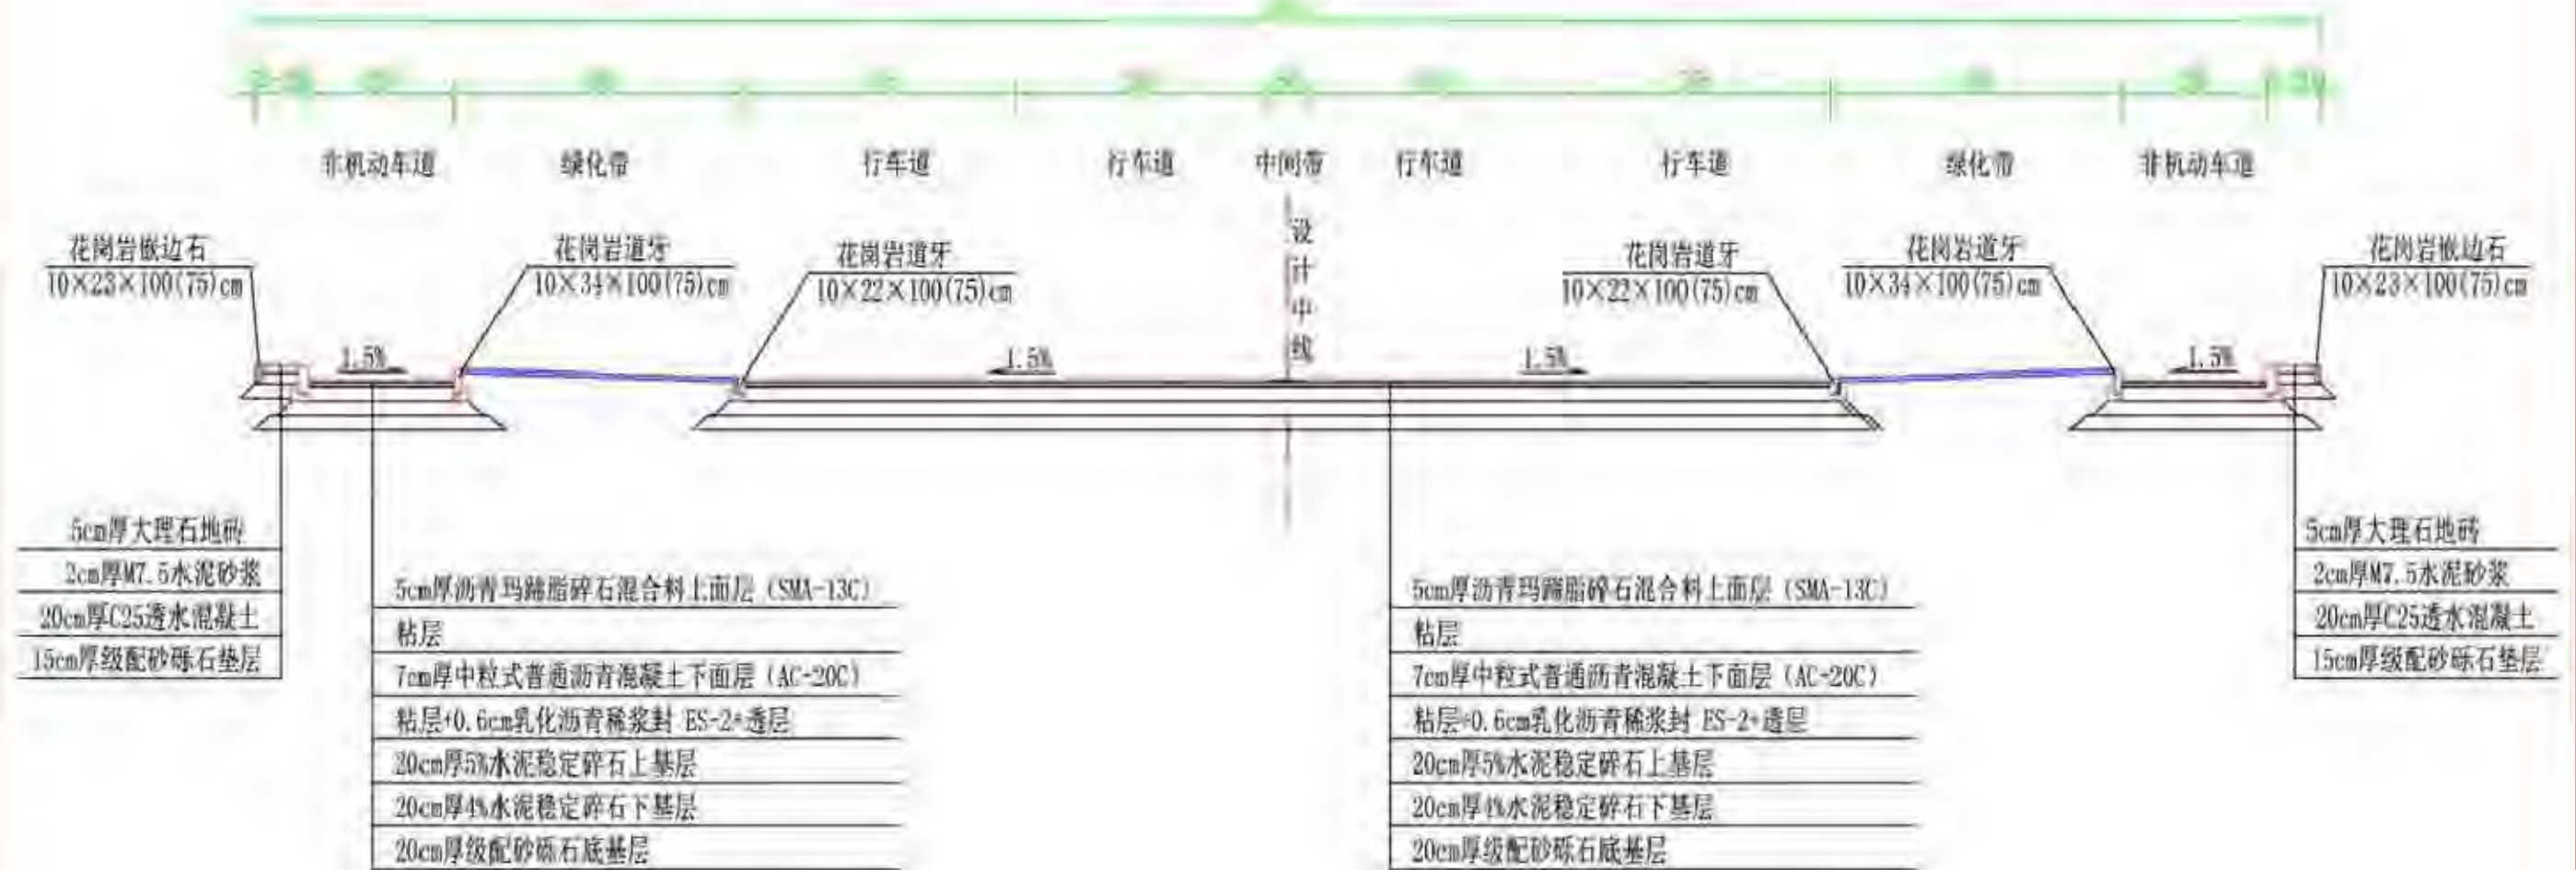 非机动车道 绿化带 行车道 行车道 中间带 行车道 行车道 绿化带 非机动车道
设计中线
花岗岩嵌边石
10×23×100(75)cm
花岗岩道牙
10×34×100(75)cm
花岗岩道牙
10×22×100(75)cm
花岗岩道牙
10×22×100(75)cm
花岗岩道牙
10×34×100(75)cm
花岗岩嵌边石
10×23×100(75)cm
1.5% 1.5% 1.5% 1.5%
5cm厚大理石地砖
2cm厚M7.5水泥砂浆
20cm厚C25透水混凝土
15cm厚级配砂砾石垫层
5cm厚沥青玛蹄脂碎石混合料上面层（SMA-13C）
粘层
7cm厚中粒式普通沥青混凝土下面层（AC-20C）
粘层+0.6cm乳化沥青稀浆封 ES-2+透层
20cm厚5%水泥稳定碎石上基层
20cm厚4%水泥稳定碎石下基层
20cm厚级配砂砾石底基层
5cm厚沥青玛蹄脂碎石混合料上面层（SMA-13C）
粘层
7cm厚中粒式普通沥青混凝土下面层（AC-20C）
粘层+0.6cm乳化沥青稀浆封 ES-2+透层
20cm厚5%水泥稳定碎石上基层
20cm厚4%水泥稳定碎石下基层
20cm厚级配砂砾石底基层
5cm厚大理石地砖
2cm厚M7.5水泥砂浆
20cm厚C25透水混凝土
15cm厚级配砂砾石垫层